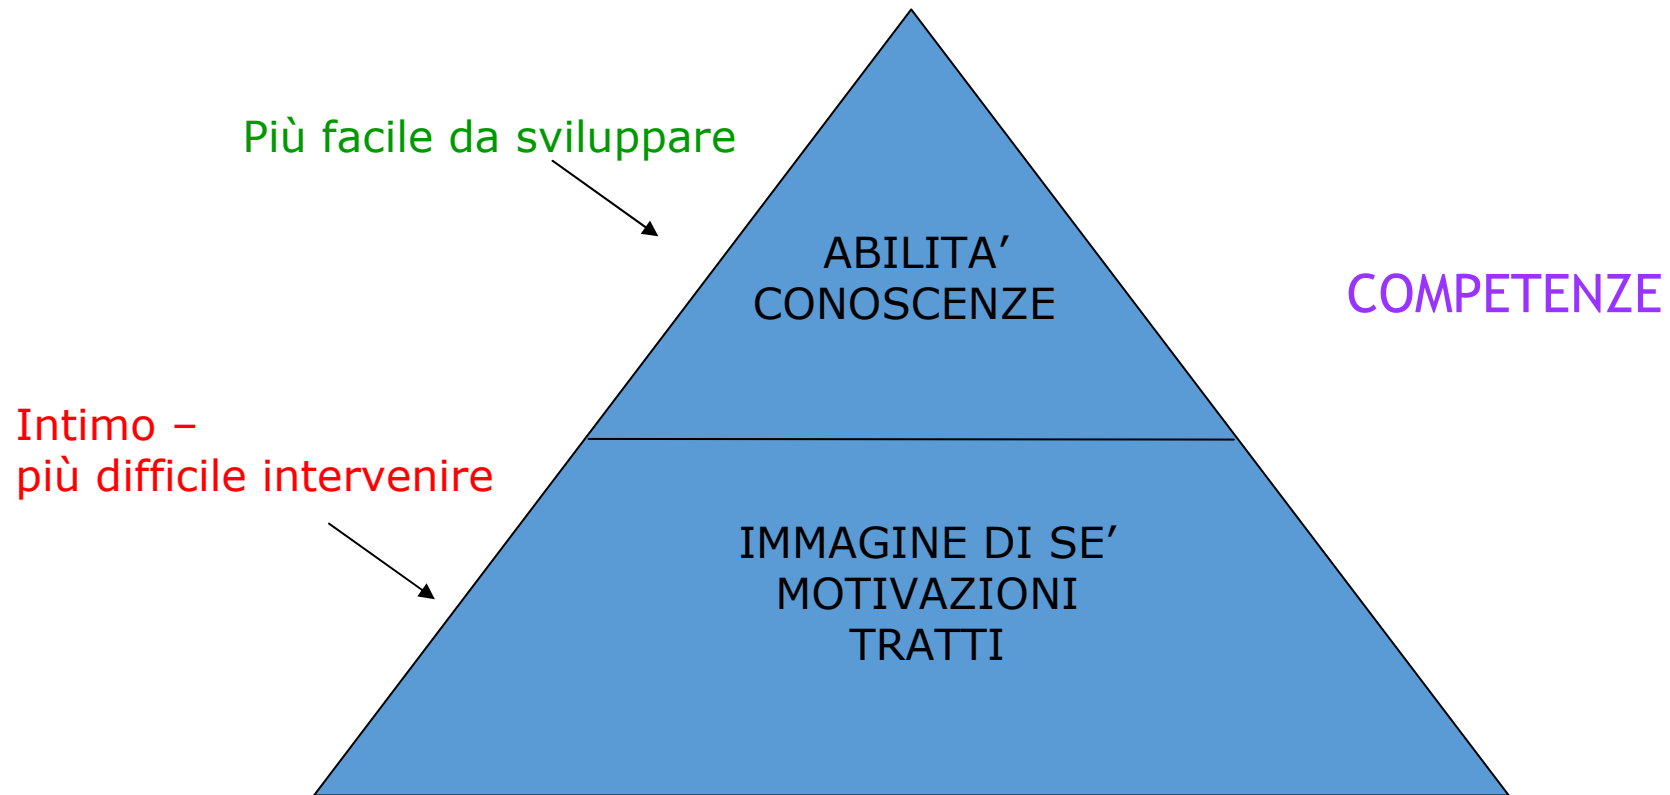 Più facile da sviluppare
ABILITA’
CONOSCENZE
COMPETENZE
Intimo –
più difficile intervenire
IMMAGINE DI SE’
MOTIVAZIONI
TRATTI